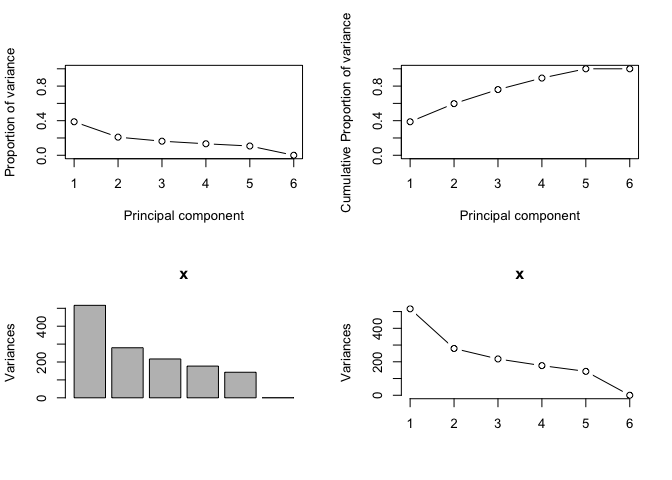 Proportion of variance
0.0 0.4 0.8
1 2 3 4 5 6
Principal component
Cumulative Proportion of variance
0.0 0.4 0.8
1 2 3 4 5 6
Principal component
x
Variances
0 200 400
x
Variances
0 200 400
1 2 3 4 5 6